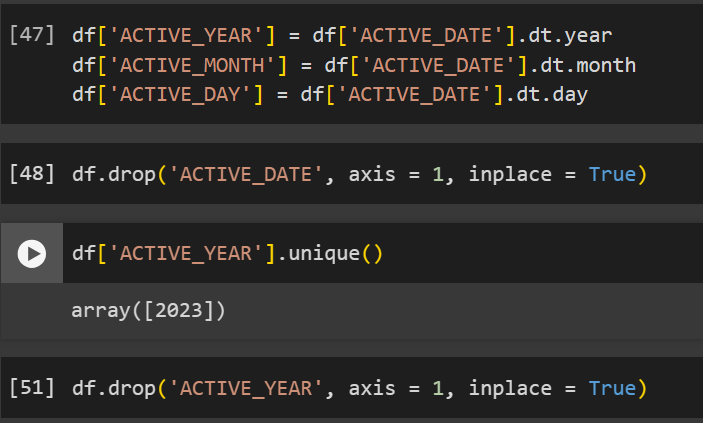 [47] df['ACTIVE_YEAR'] = df['ACTIVE_DATE'].dt.year
df['ACTIVE_MONTH'] = df['ACTIVE_DATE'].dt.month
df['ACTIVE_DAY'] = df['ACTIVE_DATE'].dt.day
[48] df.drop('ACTIVE_DATE', axis = 1, inplace = True)
df['ACTIVE_YEAR'].unique()
array([2023])
[51] df.drop('ACTIVE_YEAR', axis = 1, inplace = True)